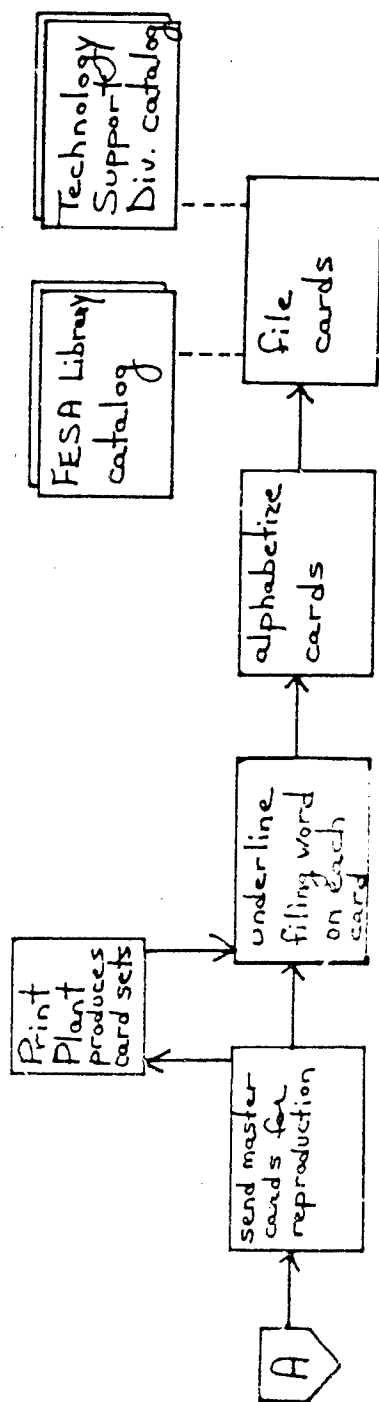 A
send master
cards for
reproduction
Print
Plant
produces
card sets
underline
filing word
on each
card
alphabetize
cards
file
cards
FESA Library
catalog
Technology
Support
Div. catalog